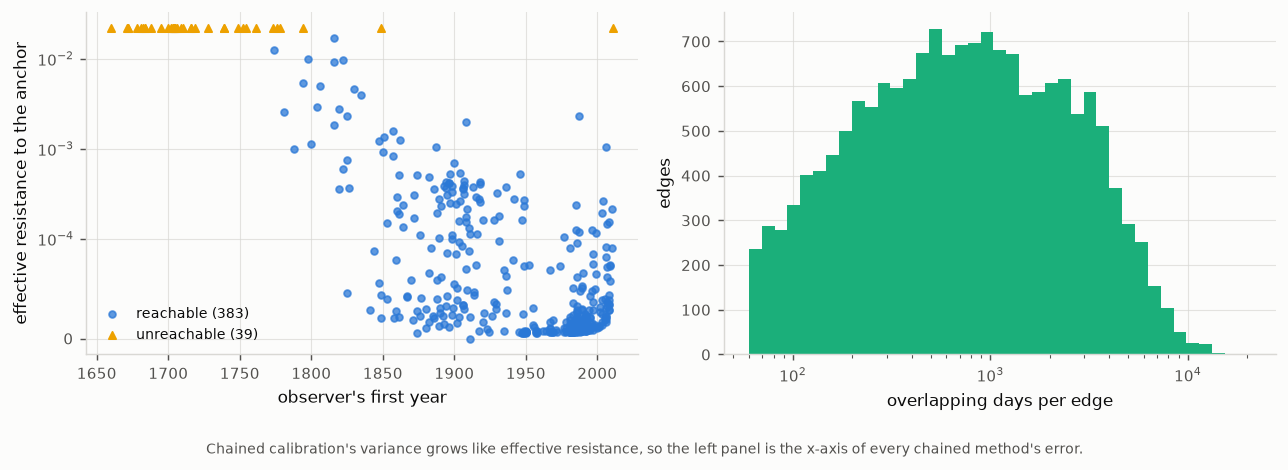 effective resistance to the anchor
10⁻²
10⁻³
10⁻⁴
0
reachable (383)
unreachable (39)
1650 1700 1750 1800 1850 1900 1950 2000
observer's first year
edges
700
600
500
400
300
200
100
0
10² 10³ 10⁴
overlapping days per edge
Chained calibration's variance grows like effective resistance, so the left panel is the x-axis of every chained method's error.